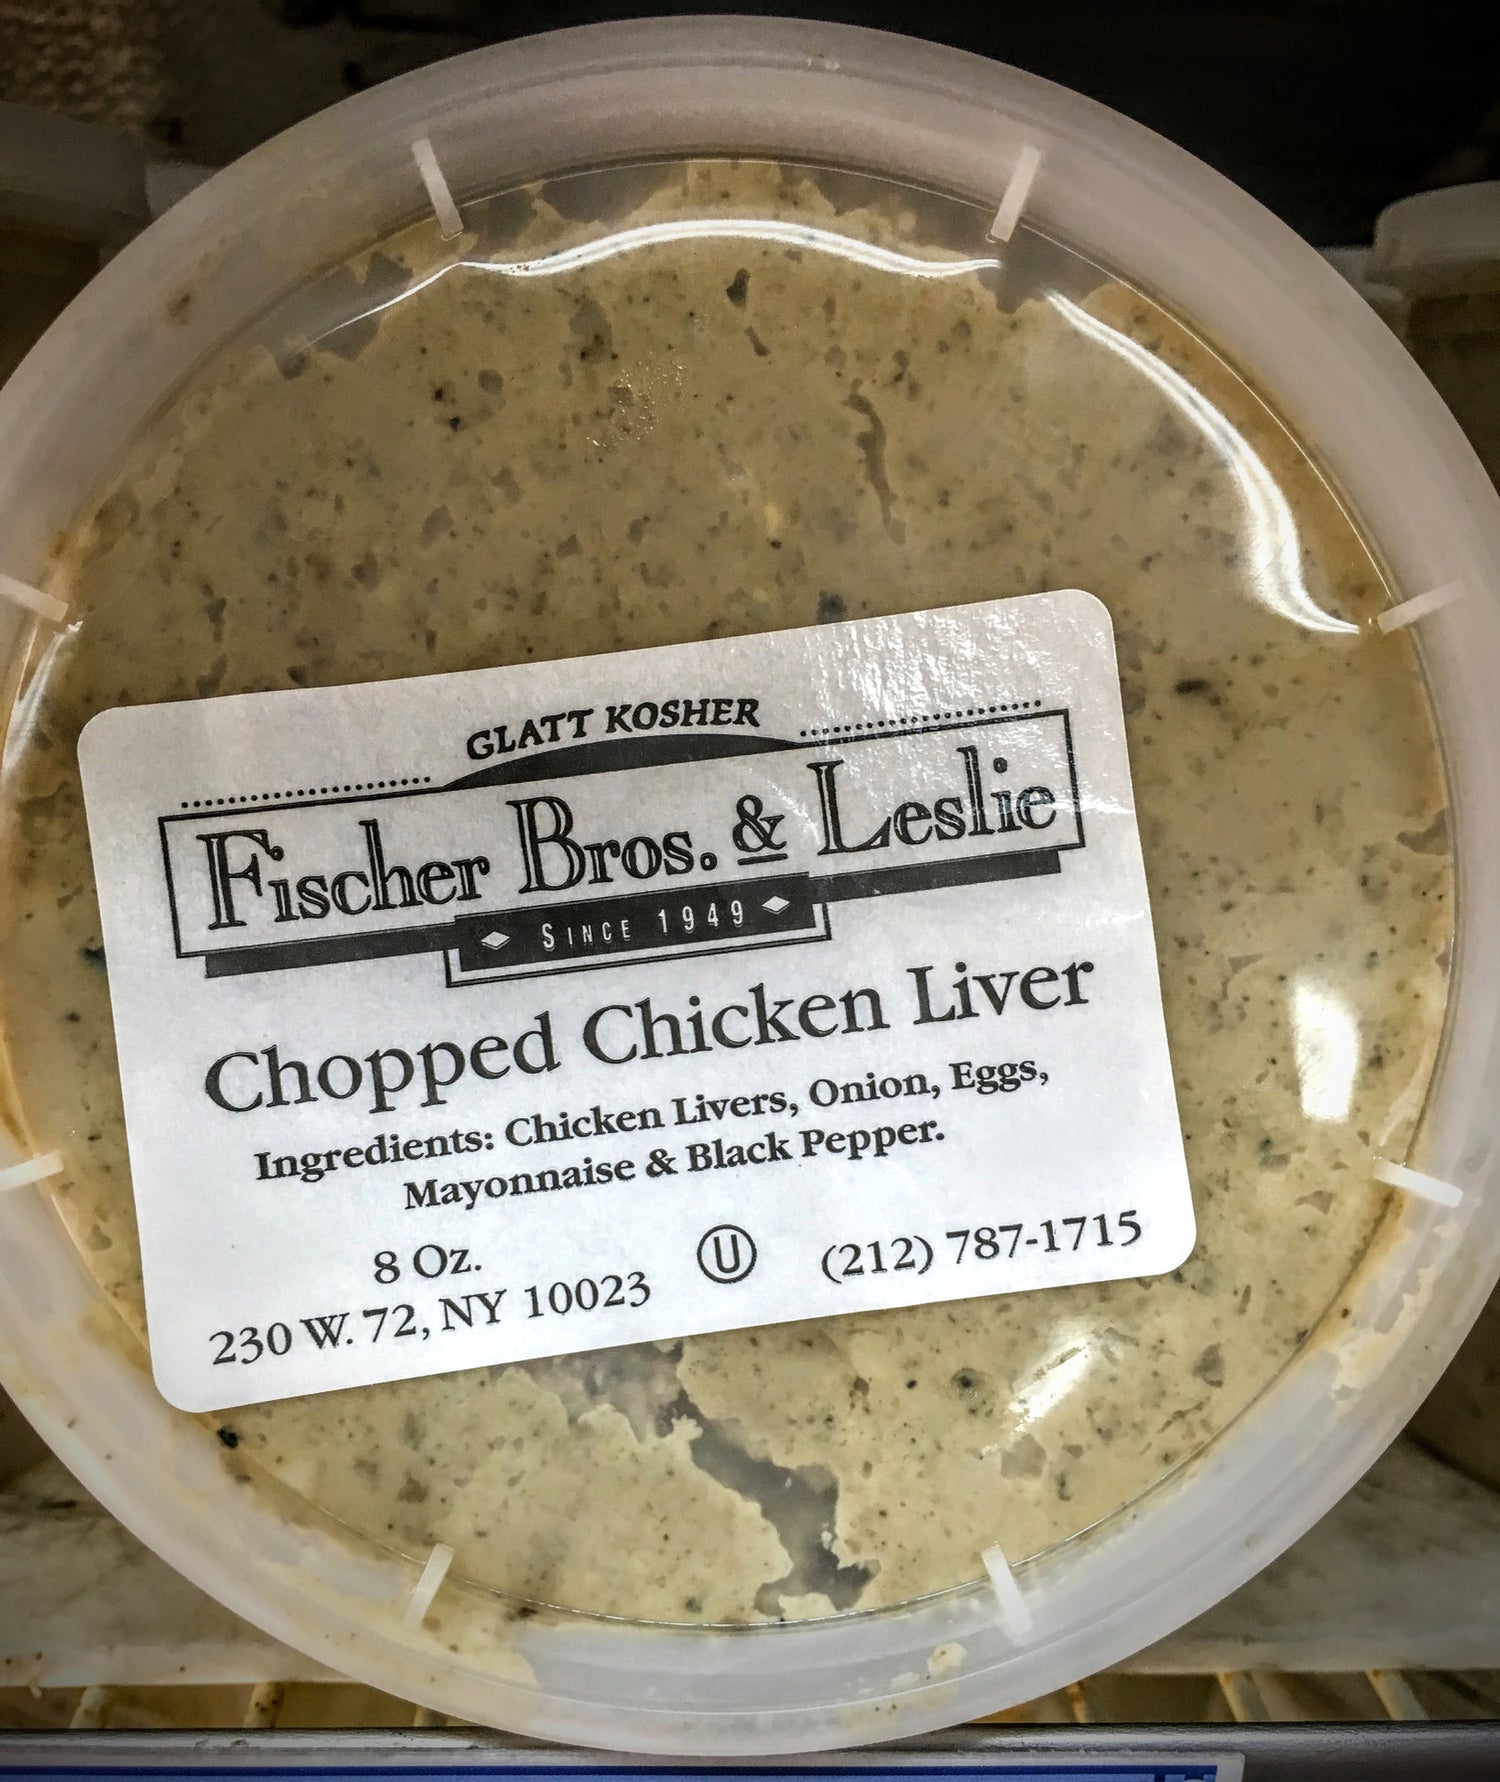 GLATT KOSHER
Fischer Bros. & Leslie
SINCE 1949
Chopped Chicken Liver
Ingredients: Chicken Livers, Onion, Eggs,
Mayonnaise & Black Pepper.
8 Oz.
U
(212) 787-1715
230 W. 72, NY 10023